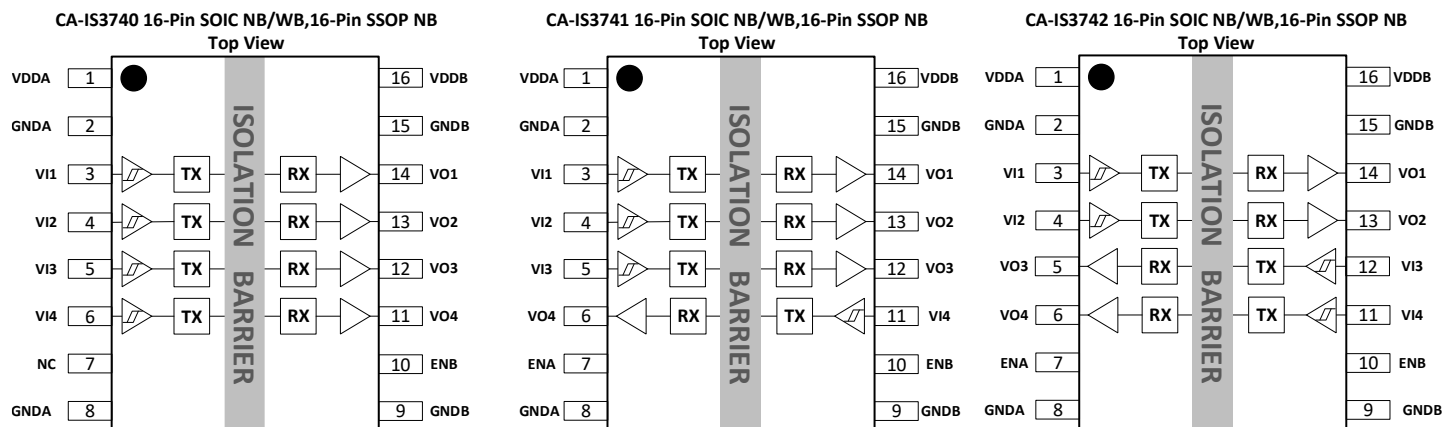 CA-IS3740 16-Pin SOIC NB/WB,16-Pin SSOP NB
Top View
VDDA 1 16 VDDB
GNDA 2 15 GNDB
VI1 3 TX RX 14 VO1
VI2 4 TX RX 13 VO2
VI3 5 TX RX 12 VO3
VI4 6 TX RX 11 VO4
NC 7 10 ENB
GNDA 8 9 GNDB
ISOLATION BARRIER
CA-IS3741 16-Pin SOIC NB/WB,16-Pin SSOP NB
Top View
VDDA 1 16 VDDB
GNDA 2 15 GNDB
VI1 3 TX RX 14 VO1
VI2 4 TX RX 13 VO2
VI3 5 TX RX 12 VO3
VO4 6 RX TX 11 VI4
ENA 7 10 ENB
GNDA 8 9 GNDB
ISOLATION BARRIER
CA-IS3742 16-Pin SOIC NB/WB,16-Pin SSOP NB
Top View
VDDA 1 16 VDDB
GNDA 2 15 GNDB
VI1 3 TX RX 14 VO1
VI2 4 TX RX 13 VO2
VO3 5 RX TX 12 VI3
VO4 6 RX TX 11 VI4
ENA 7 10 ENB
GNDA 8 9 GNDB
ISOLATION BARRIER